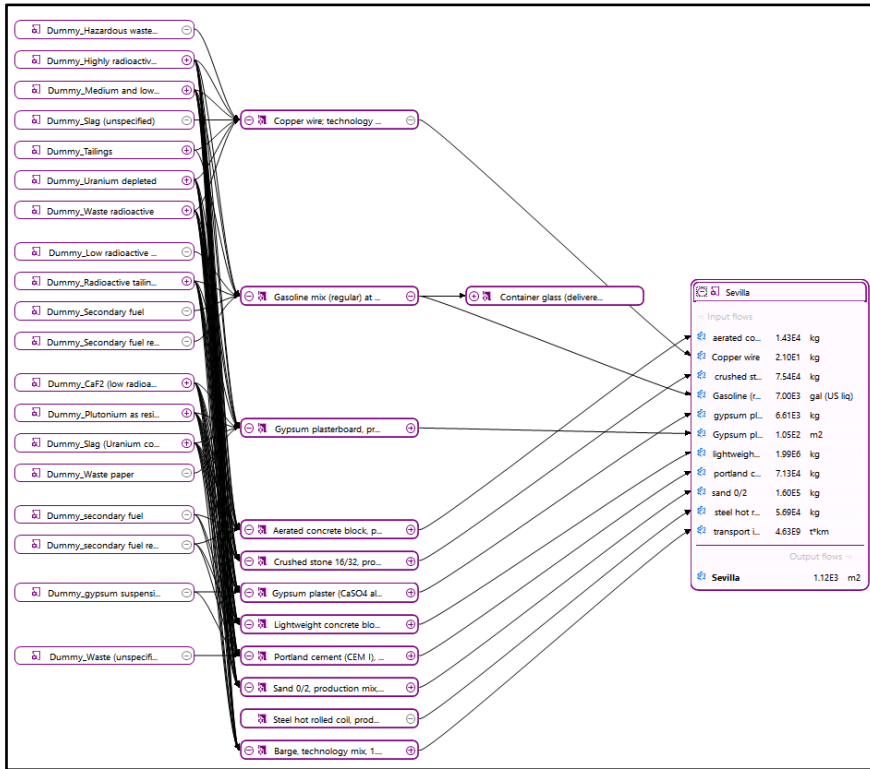 Dummy_Hazardous waste...
Dummy_Highly radioactiv...
Dummy_Medium and low...
Dummy_Slag (unspecified)
Dummy_Tailings
Dummy_Uranium depleted
Dummy_Waste radioactive
Dummy_Low radioactive ...
Dummy_Radioactive tailin...
Dummy_Secondary fuel
Dummy_Secondary fuel re...
Dummy_CaF2 (low radioa...
Dummy_Plutonium as resi...
Dummy_Slag (Uranium co...
Dummy_Waste paper
Dummy_secondary fuel
Dummy_secondary fuel re...
Dummy_gypsum suspensi...
Dummy_Waste (unspecifi...
Copper wire; technology ...
Gasoline mix (regular) at ...
Gypsum plasterboard, pr...
Aerated concrete block, p...
Crushed stone 16/32, pro...
Gypsum plaster (CaSO4 al...
Lightweight concrete blo...
Portland cement (CEM I), ...
Sand 0/2, production mix,...
Steel hot rolled coil, prod...
Barge, technology mix, 1....
Container glass (delivere...
Sevilla
Input flows
aerated co... 1.43E4 kg
Copper wire 2.10E1 kg
crushed st... 7.54E4 kg
Gasoline (r... 7.00E3 gal (US liq)
gypsum pl... 6.61E3 kg
Gypsum pl... 1.05E2 m2
lightweigh... 1.99E6 kg
portland c... 7.13E4 kg
sand 0/2 1.60E5 kg
steel hot r... 5.69E4 kg
transport i... 4.63E9 t*km
Output flows
Sevilla 1.12E3 m2